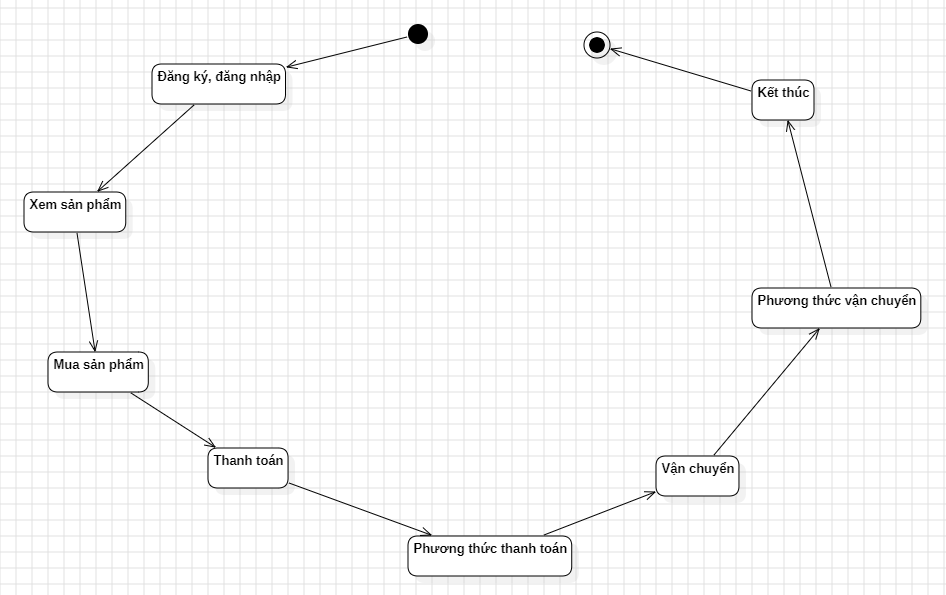 Đăng ký, đăng nhập
Xem sản phẩm
Mua sản phẩm
Thanh toán
Phương thức thanh toán
Vận chuyển
Phương thức vận chuyển
Kết thúc